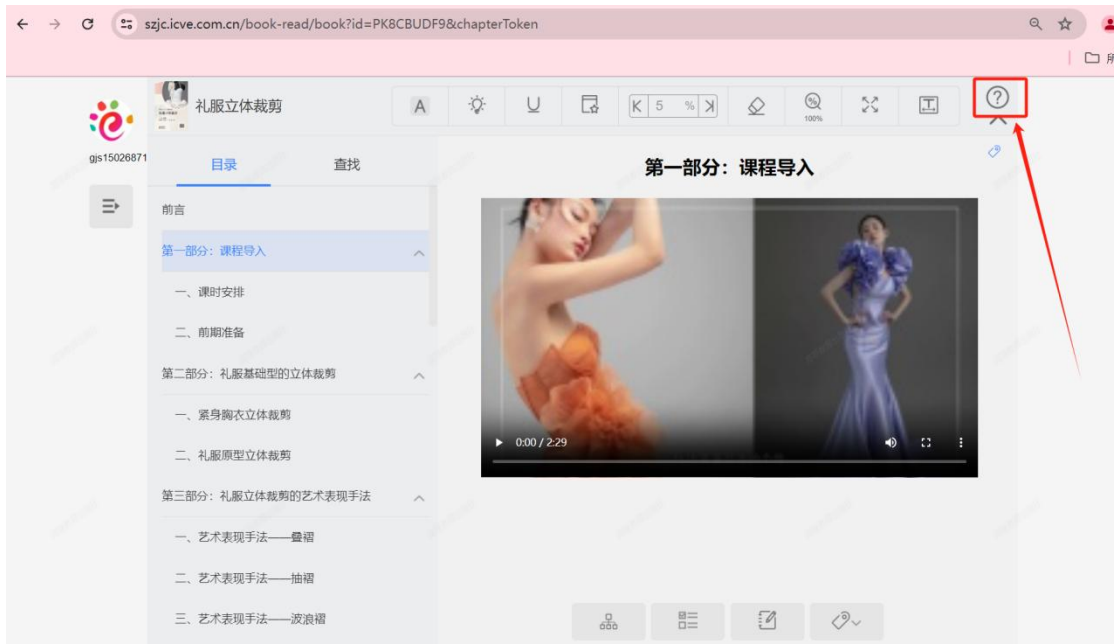 szjc.icve.com.cn/book-read/book?id=PK8CBUDF9&chapterToken
所
礼服立体裁剪
A
U
5 %
%
100%
T
?
gjs15026871
目录 查找
前言
第一部分：课程导入
一、课时安排
二、前期准备
第二部分：礼服基础型的立体裁剪
一、紧身胸衣立体裁剪
二、礼服原型立体裁剪
第三部分：礼服立体裁剪的艺术表现手法
一、艺术表现手法——叠褶
二、艺术表现手法——抽褶
三、艺术表现手法——波浪褶
第一部分：课程导入
0:00 / 2:29